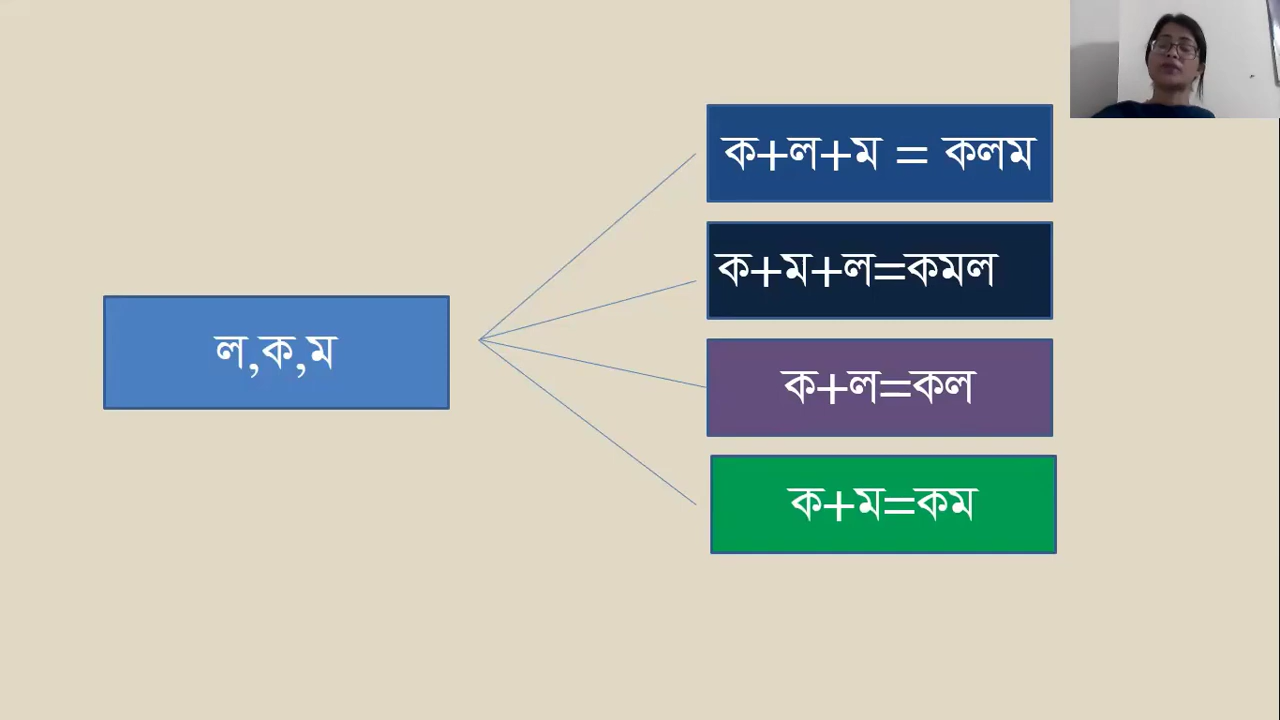 ল,ক,ম
ক+ল+ম = কলম
ক+ম+ল=কমল
ক+ল=কল
ক+ম=কম